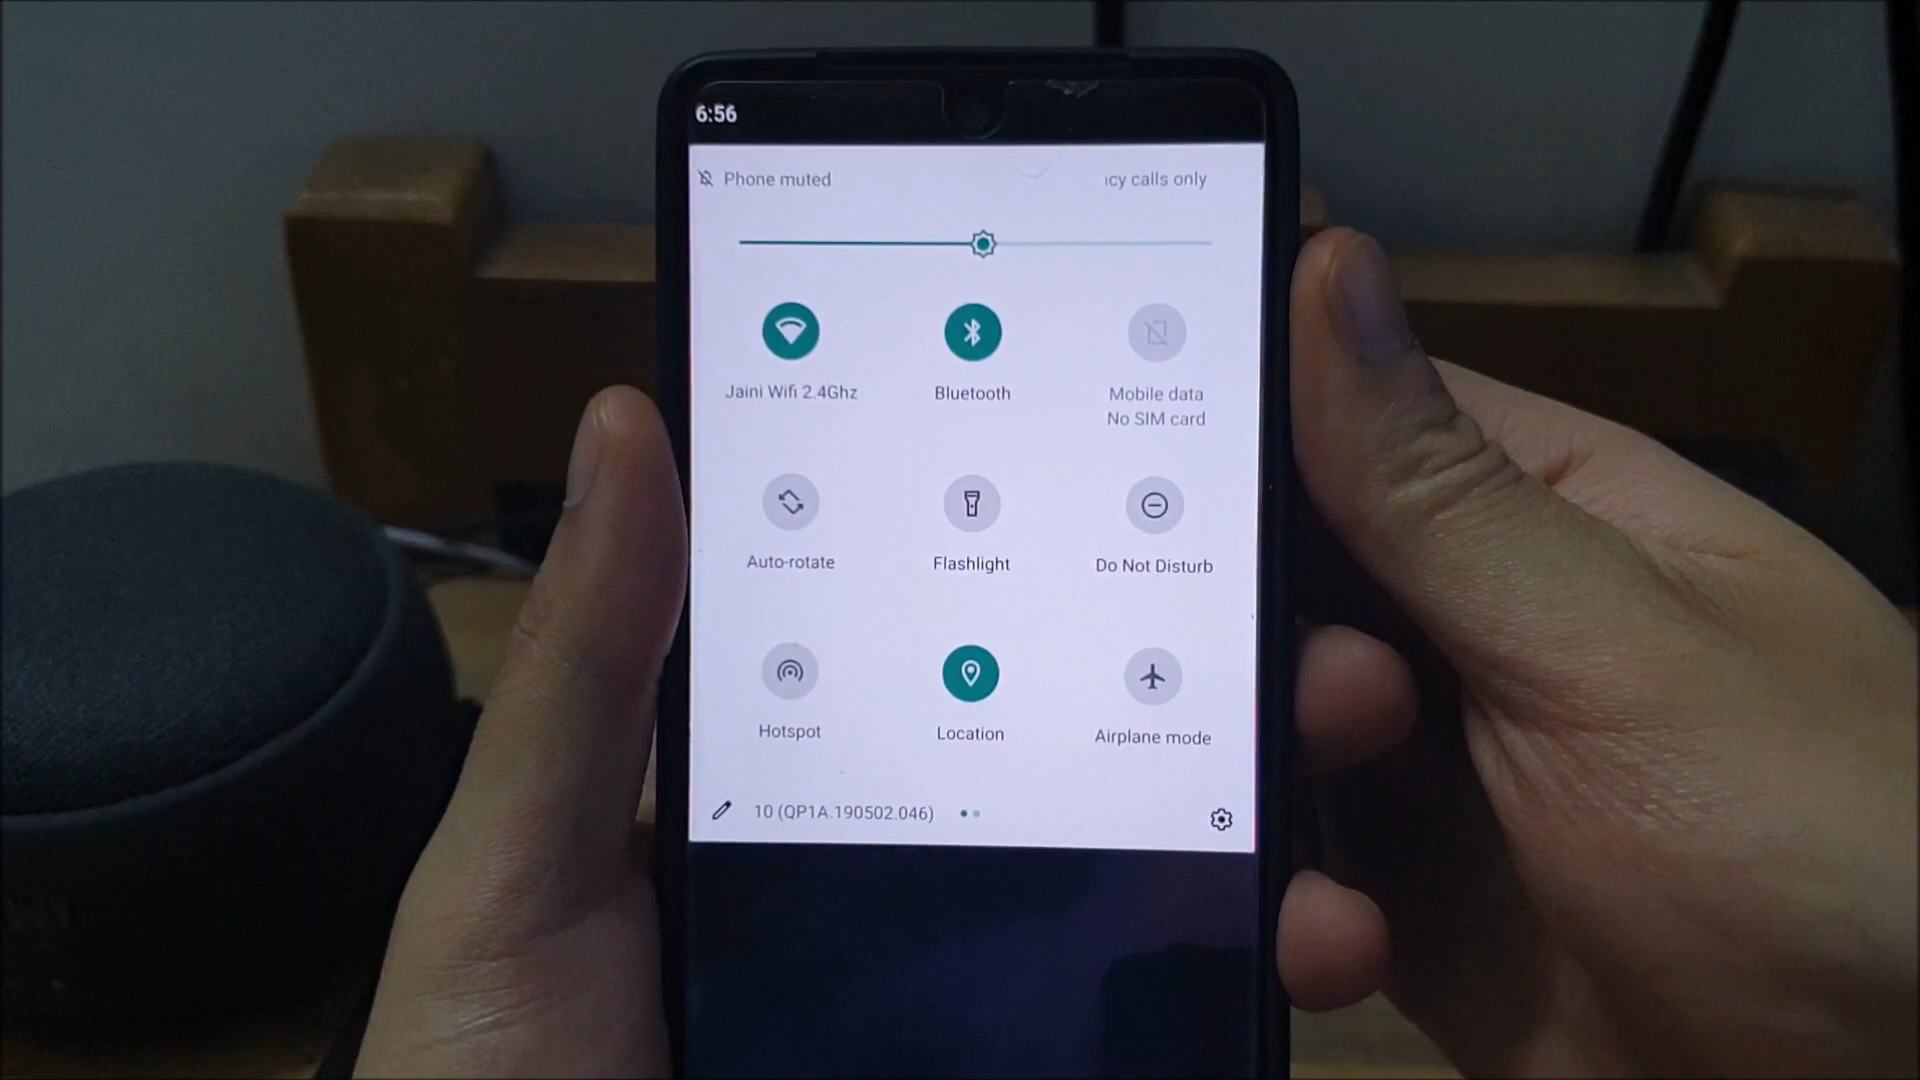 6:56
Phone muted
icy calls only
Jaini Wifi 2.4Ghz
Bluetooth
Mobile data
No SIM card
Auto-rotate
Flashlight
Do Not Disturb
Hotspot
Location
Airplane mode
10 (QP1A.190502.046)